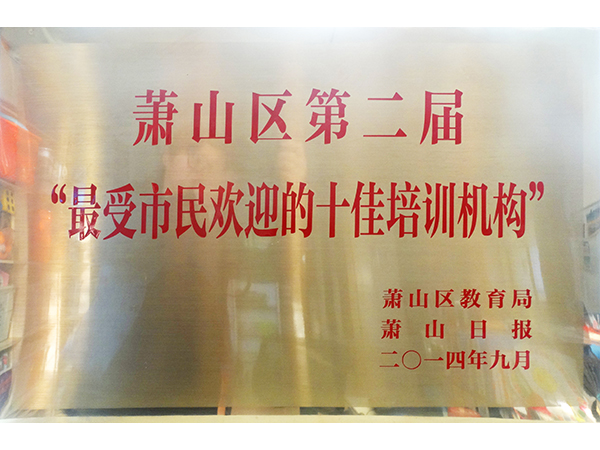 萧山区第二届
“最受市民欢迎的十佳培训机构”
萧山区教育局
萧山日报
二〇一四年九月